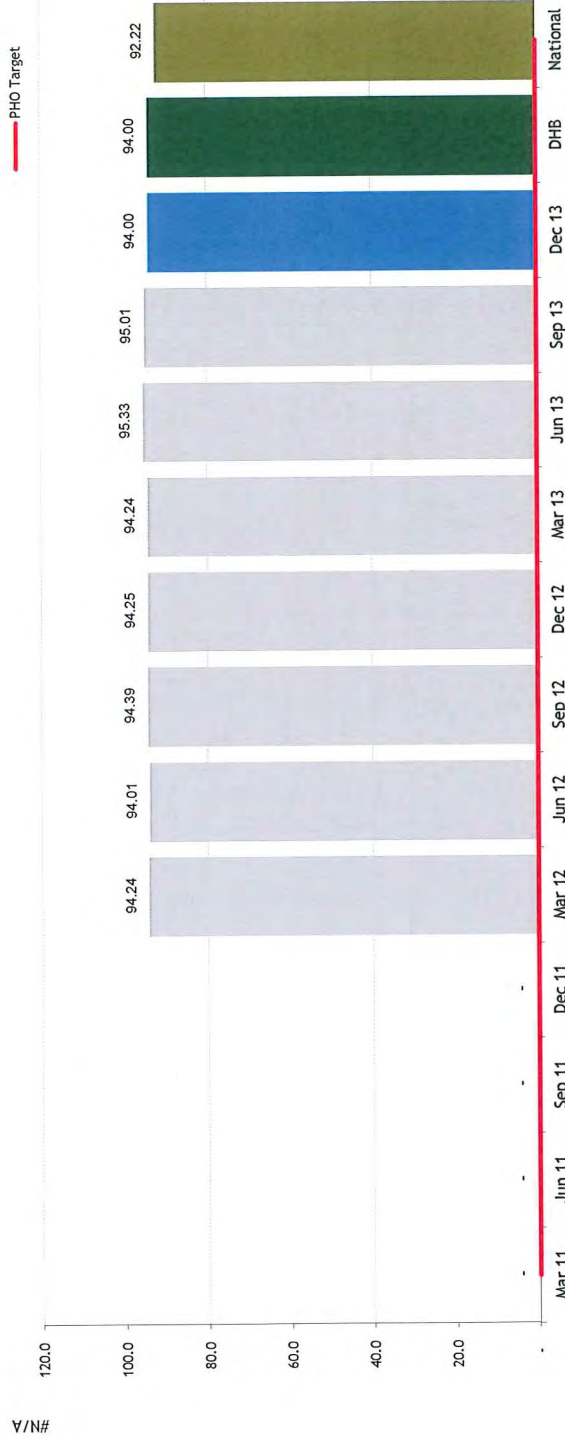 PHO Target
#N/A
120.0
100.0
80.0
60.0
40.0
20.0
-
- - - - 94.24 94.01 94.39 94.25 94.24 95.33 95.01 94.00 94.00 92.22
Mar 11 Jun 11 Sep 11 Dec 11 Mar 12 Jun 12 Sep 12 Dec 12 Mar 13 Jun 13 Sep 13 Dec 13 DHB National